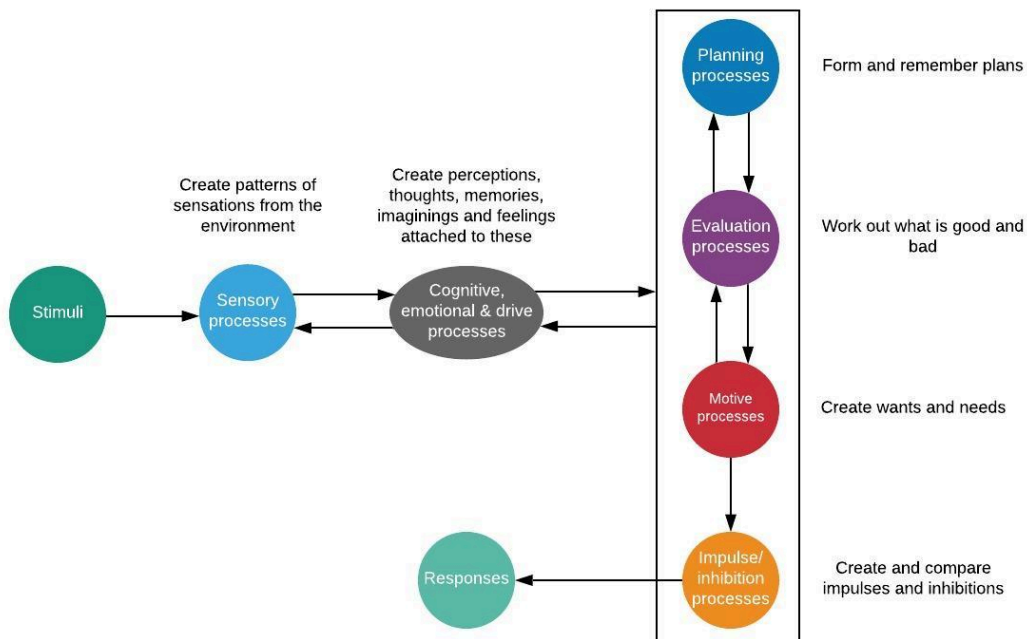 Planning
processes
Form and remember plans
Create patterns of
sensations from the
environment
Create perceptions,
thoughts, memories,
imaginings and feelings
attached to these
Evaluation
processes
Work out what is good and
bad
Stimuli
Sensory
processes
Cognitive,
emotional & drive
processes
Motive
processes
Create wants and needs
Responses
Impulse/
inhibition
processes
Create and compare
impulses and inhibitions